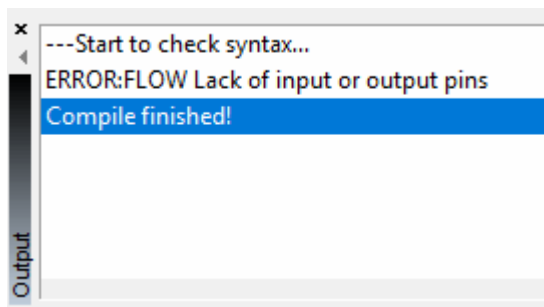 ---Start to check syntax...
ERROR:FLOW Lack of input or output pins
Compile finished!
Output